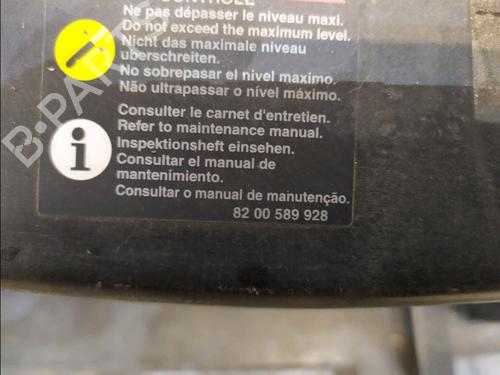 CONTROLE
Ne pas dépasser le niveau maxi.
Do not exceed the maximum level.
Nicht das maximale niveau
uberschreiten.
No sobrepasar el nivel maximo.
Não ultrapassar o nível máximo.
Consulter le carnet d'entretien.
Refer to maintenance manual.
Inspektionsheft einsehen.
Consultar el manual de
mantenimiento.
Consultar o manual de manutenção.
82 00 589 928
i
B-PARTS